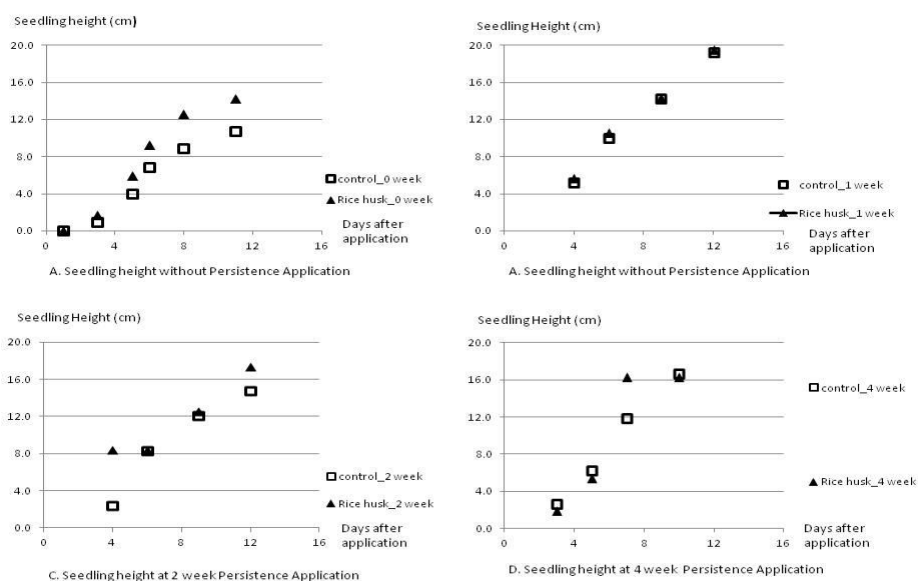 Seedling height (cm)
20.0
16.0
12.0
8.0
4.0
0.0
0 4 8 12 16
control_0 week
Rice husk_0 week
Days after
application
A. Seedling height without Persistence Application
Seedling Height (cm)
20.0
16.0
12.0
8.0
4.0
0.0
0 4 8 12 16
control_1 week
Rice husk_1 week
Days after
application
A. Seedling height without Persistence Application
Seedling Height (cm)
20.0
16.0
12.0
8.0
4.0
0.0
0 4 8 12 16
control_2 week
Rice husk_2 week
Days after
application
C. Seedling height at 2 week Persistence Application
Seedling Height (cm)
20.0
16.0
12.0
8.0
4.0
0.0
0 4 8 12 16
control_4 week
Rice husk_4 week
Days after
application
D. Seedling height at 4 week Persistence Application